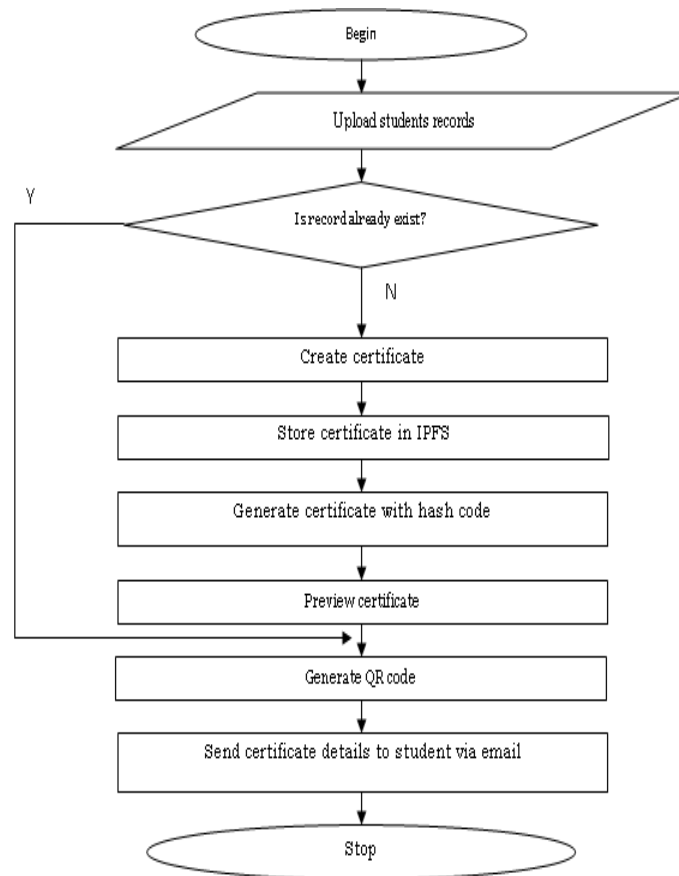 Begin
Upload students records
Y
Is record already exist?
N
Create certificate
Store certificate in IPFS
Generate certificate with hash code
Preview certificate
Generate QR code
Send certificate details to student via email
Stop